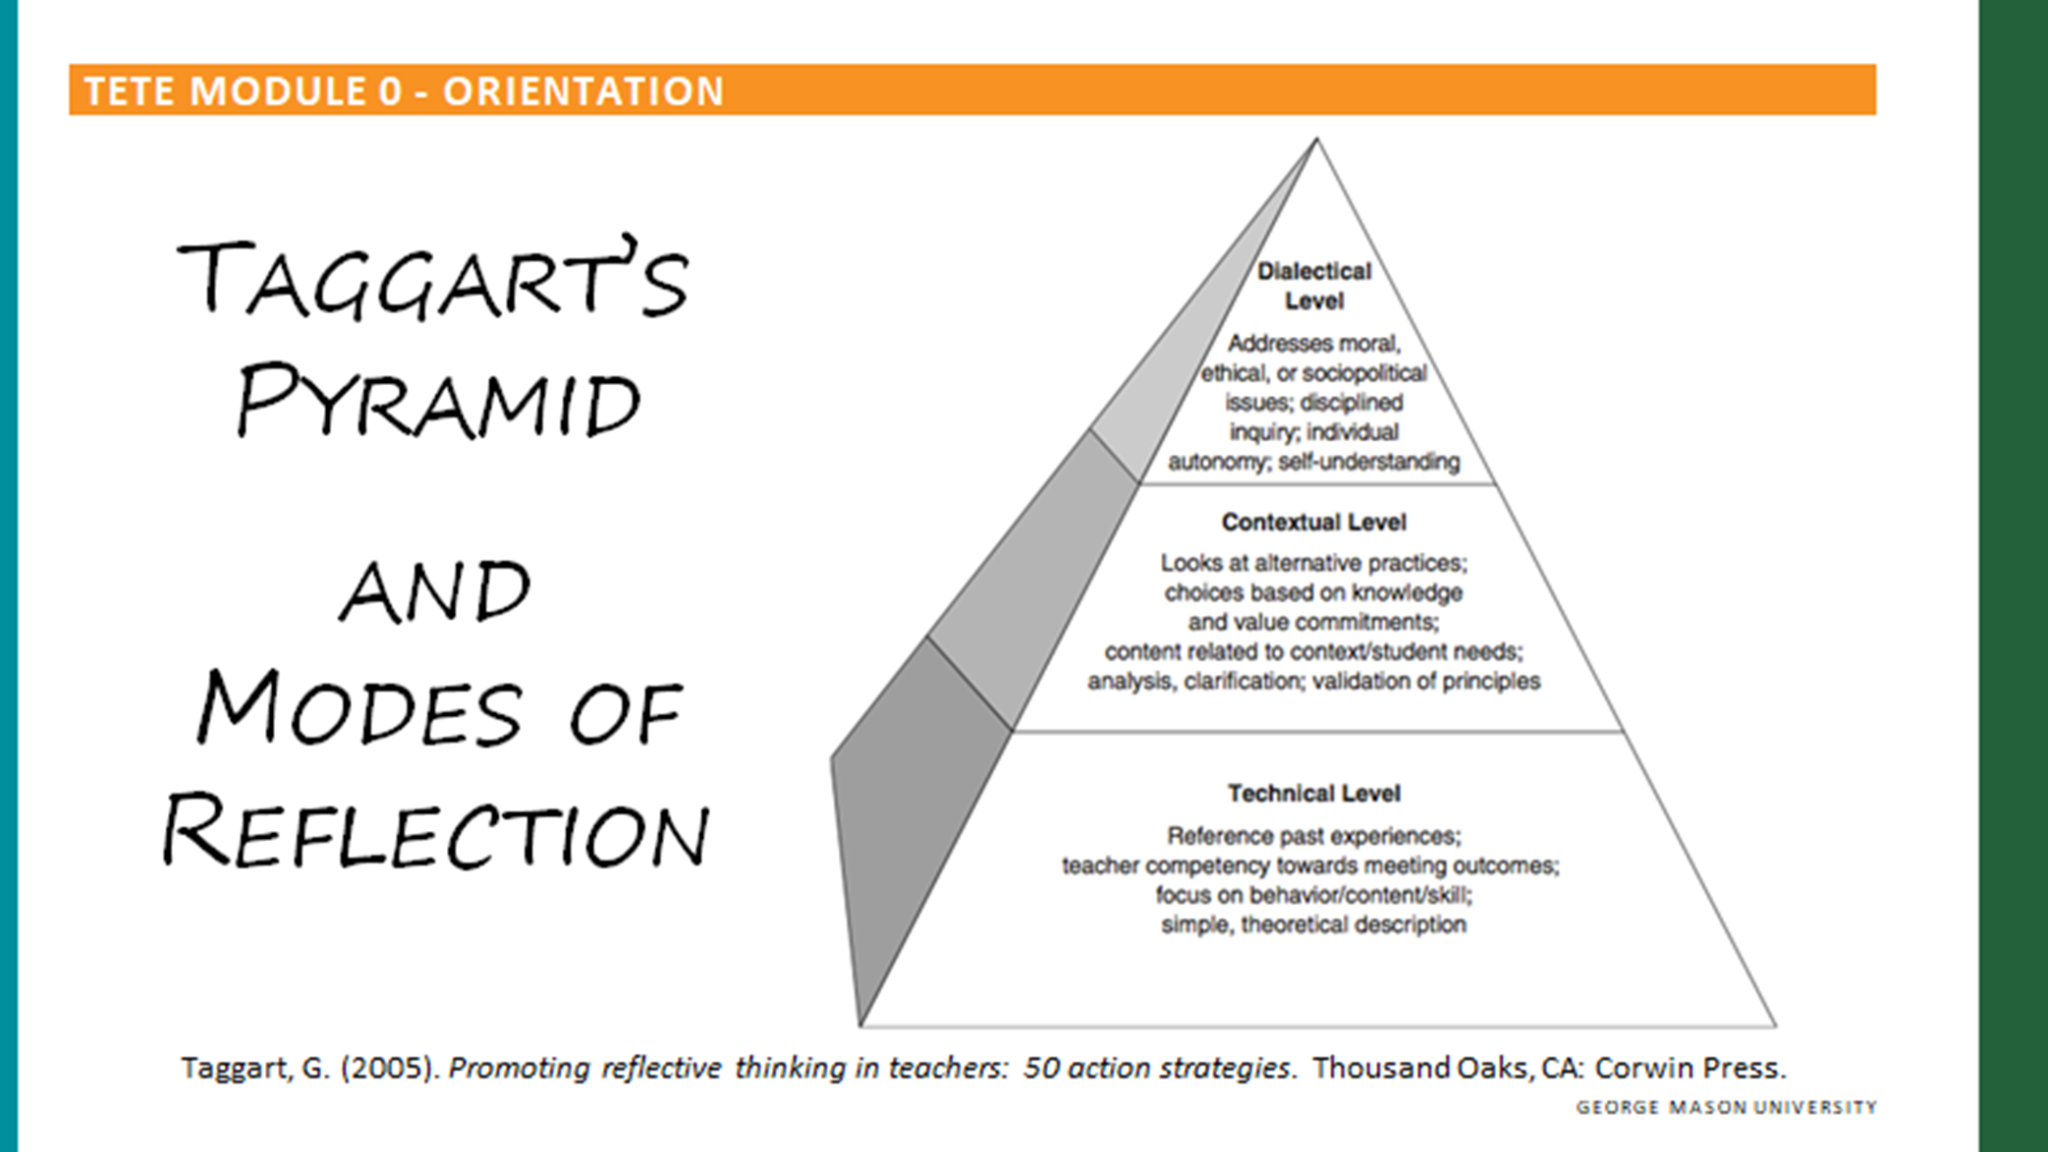 TETE MODULE 0 - ORIENTATION
TAGGART'S
PYRAMID
AND
MODES OF
REFLECTION
Dialectical
Level
Addresses moral,
ethical, or sociopolitical
issues; disciplined
inquiry; individual
autonomy; self-understanding
Contextual Level
Looks at alternative practices;
choices based on knowledge
and value commitments;
content related to context/student needs;
analysis, clarification; validation of principles
Technical Level
Reference past experiences;
teacher competency towards meeting outcomes;
focus on behavior/content/skill;
simple, theoretical description
Taggart, G. (2005). Promoting reflective thinking in teachers: 50 action strategies. Thousand Oaks, CA: Corwin Press.
GEORGE MASON UNIVERSITY